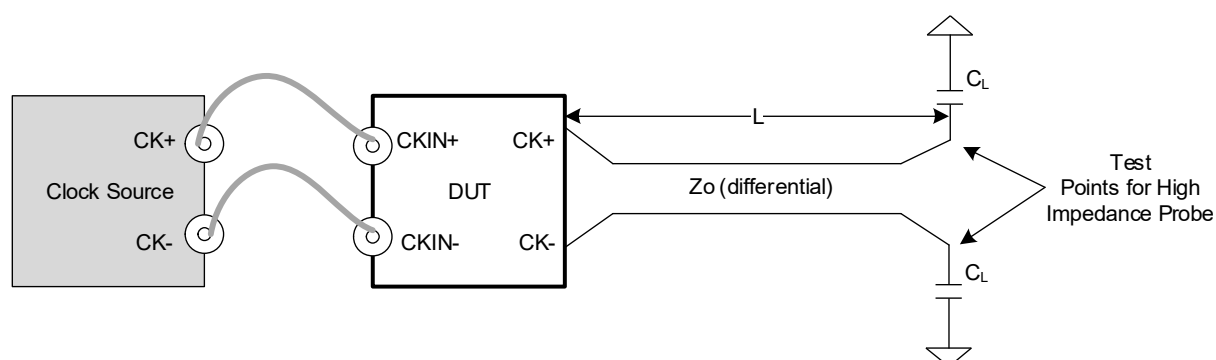 CL
L
CK+
CKIN+
CK+
Test
Points for High
Impedance Probe
Clock Source
DUT
Zo (differential)
CK-
CKIN-
CK-
CL